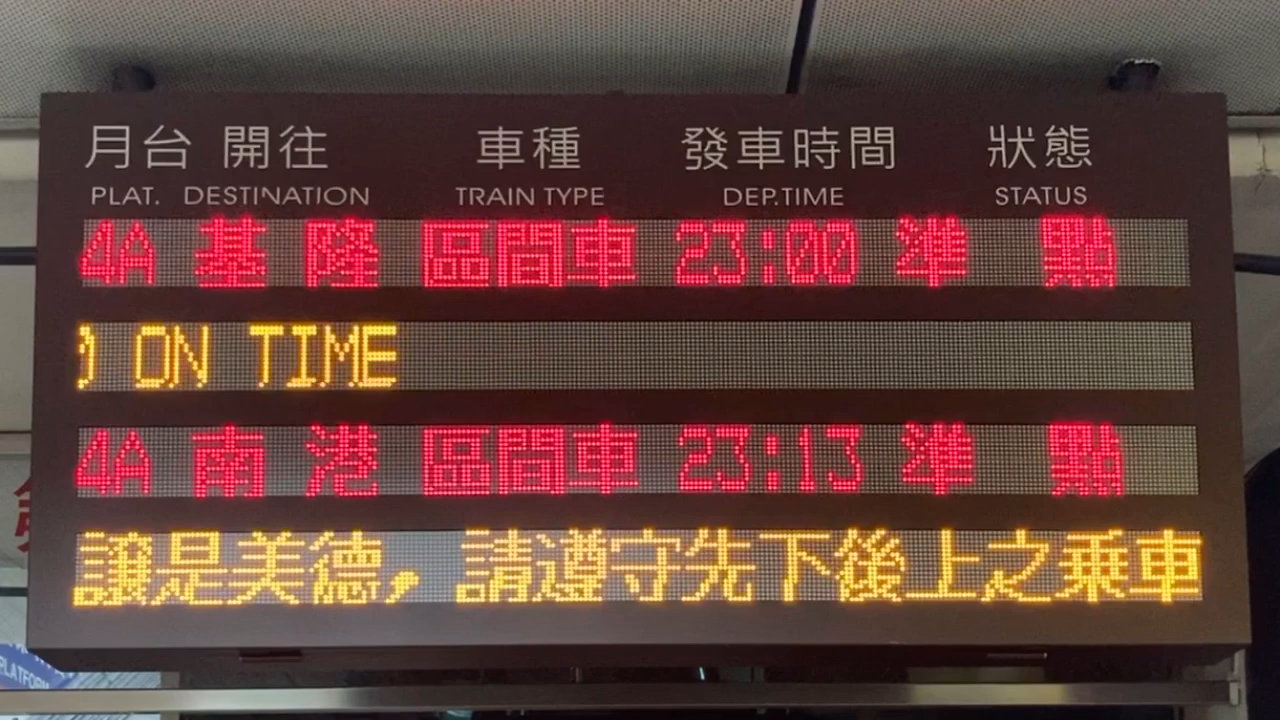 月台 開往 車種 發車時間 狀態
PLAT. DESTINATION TRAIN TYPE DEP.TIME STATUS
4A 基隆 區間車 23:00 準點
) ON TIME
4A 南港 區間車 23:13 準點
讓是美德，請遵守先下後上之乘車
PLATFORM